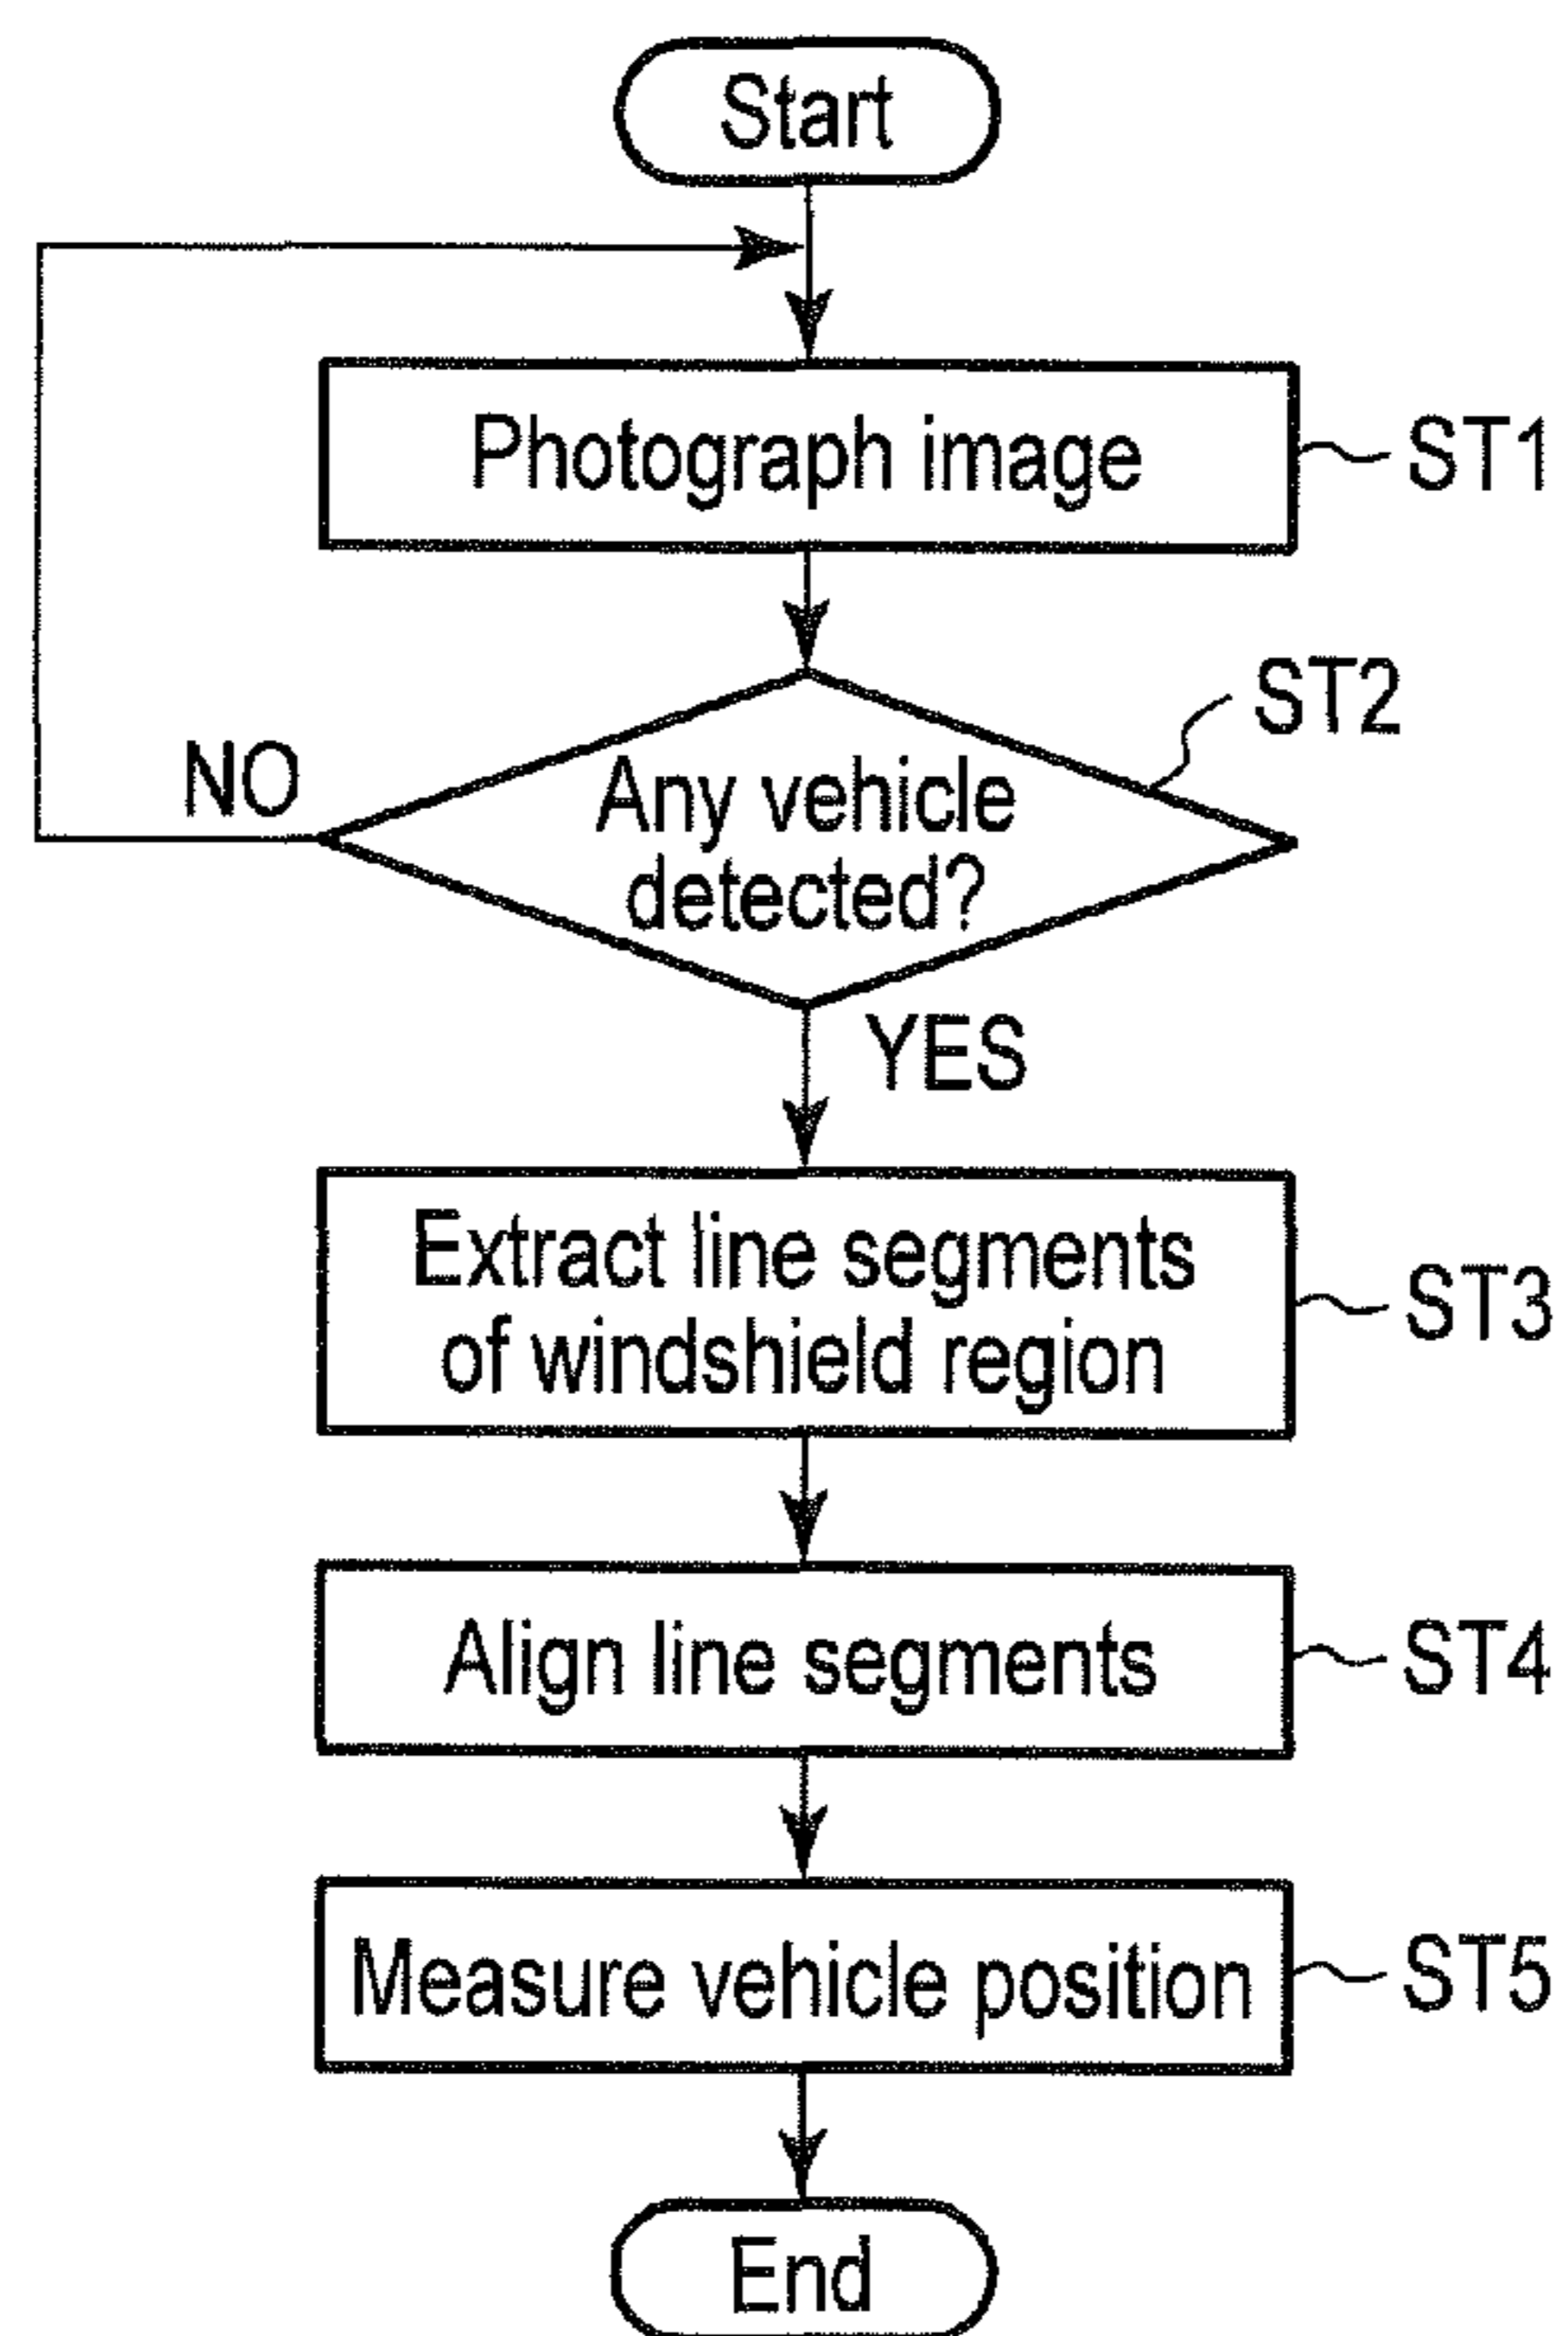 Start
Photograph image
ST1
ST2
NO
Any vehicle
detected?
YES
Extract line segments
of windshield region
ST3
Align line segments
ST4
Measure vehicle position
ST5
End